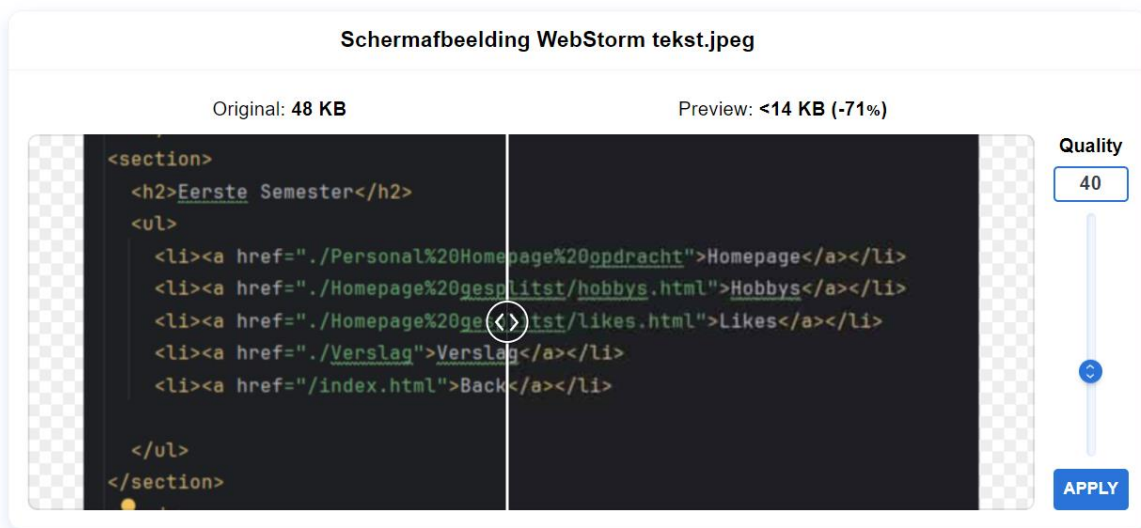 Schermafbeelding WebStorm tekst.jpeg
Original: 48 KB
Preview: <14 KB (-71%)
Quality
40
<section>
<h2>Eerste Semester</h2>
<ul>
<li><a href="./Personal%20Homepage%20opdracht">Homepage</a></li>
<li><a href="./Homepage%20gesplitst/hobbys.html">Hobbys</a></li>
<li><a href="./Homepage%20gesplitst/likes.html">Likes</a></li>
<li><a href="./Verslag">Verslag</a></li>
<li><a href="/index.html">Back</a></li>
</ul>
</section>
APPLY